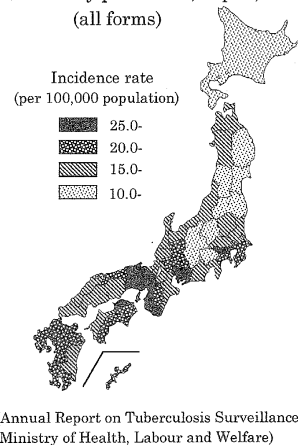 (all forms)
Incidence rate
(per 100,000 population)
25.0-
20.0-
15.0-
10.0-
Annual Report on Tuberculosis Surveillance
Ministry of Health, Labour and Welfare)